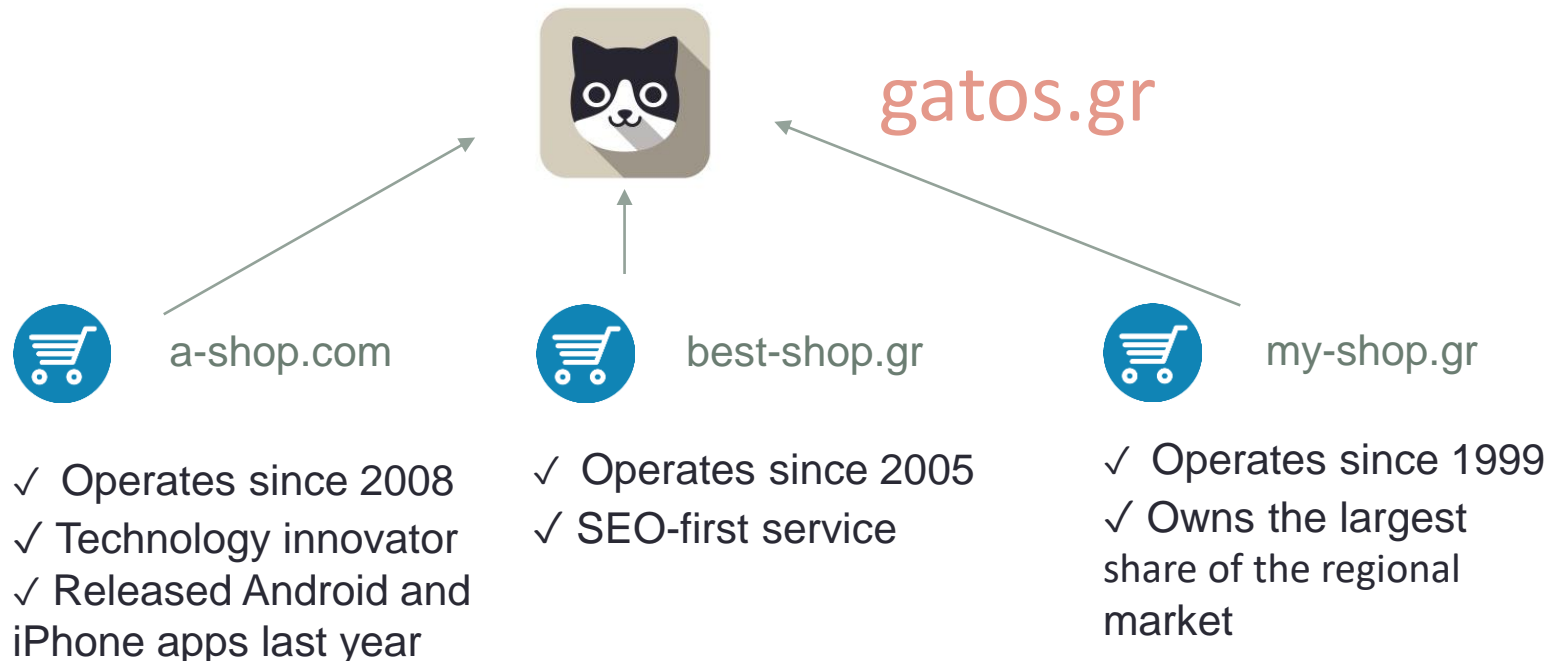 gatos.gr
a-shop.com
✓ Operates since 2008
✓ Technology innovator
✓ Released Android and
iPhone apps last year
best-shop.gr
✓ Operates since 2005
✓ SEO-first service
my-shop.gr
✓ Operates since 1999
✓ Owns the largest
share of the regional
market